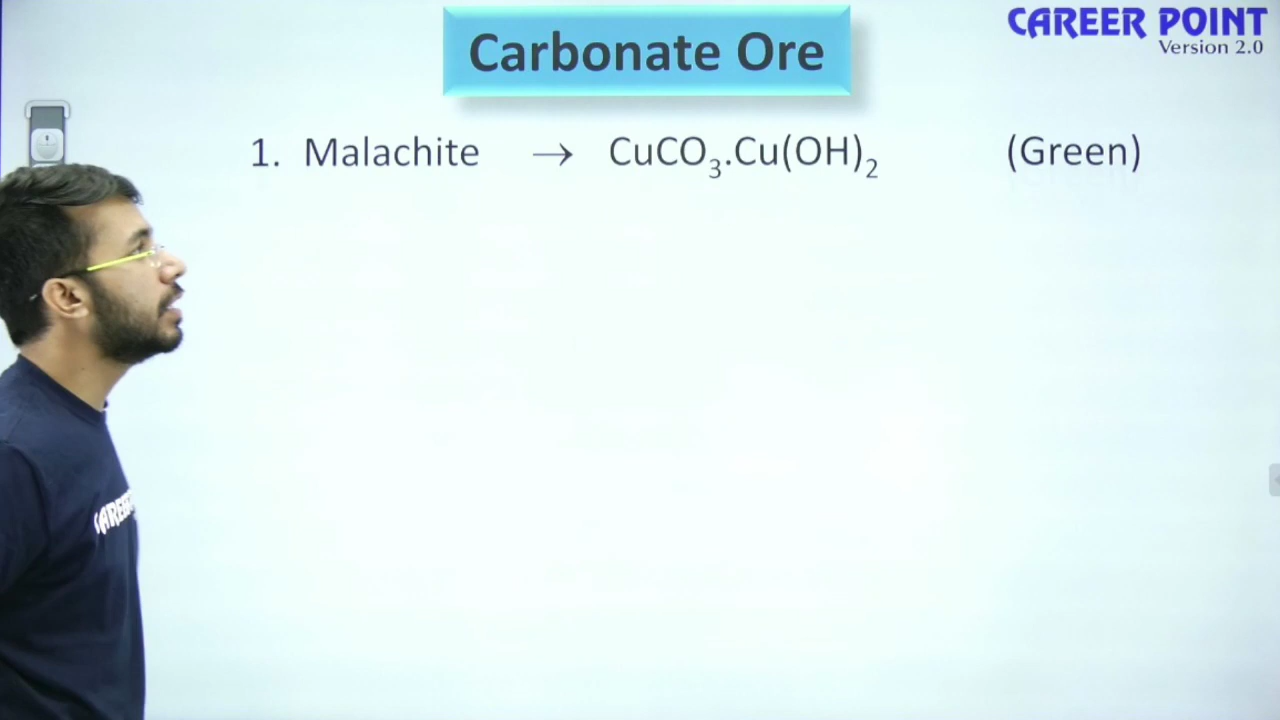 Carbonate Ore
CAREER POINT
Version 2.0
1. Malachite → CuCO₃.Cu(OH)₂ (Green)